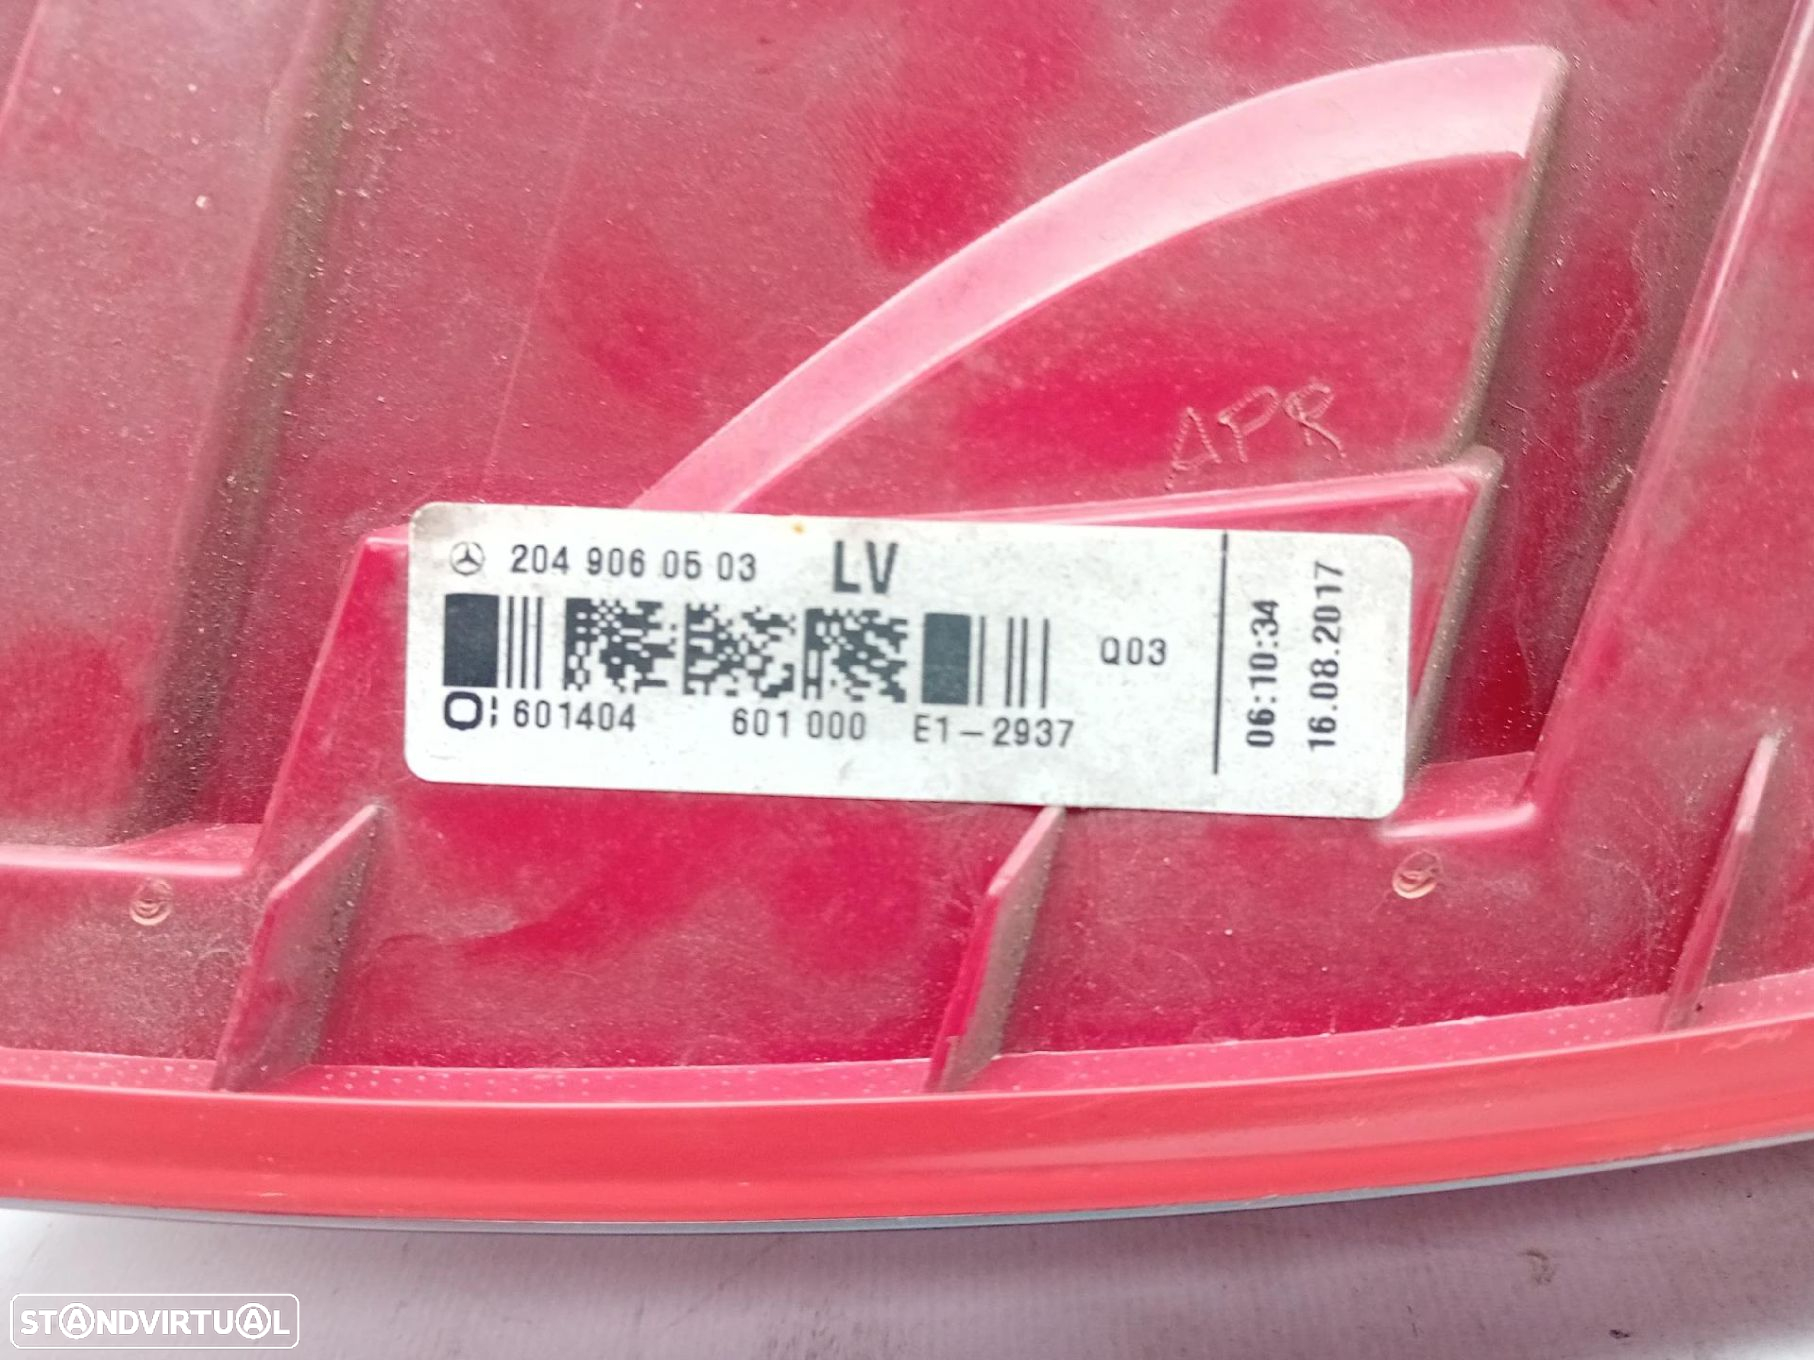 APR
204 906 05 03 LV
Q03
601404 601 000 E1-2937
06:10:34
16.08.2017
STANDVIRTUAL